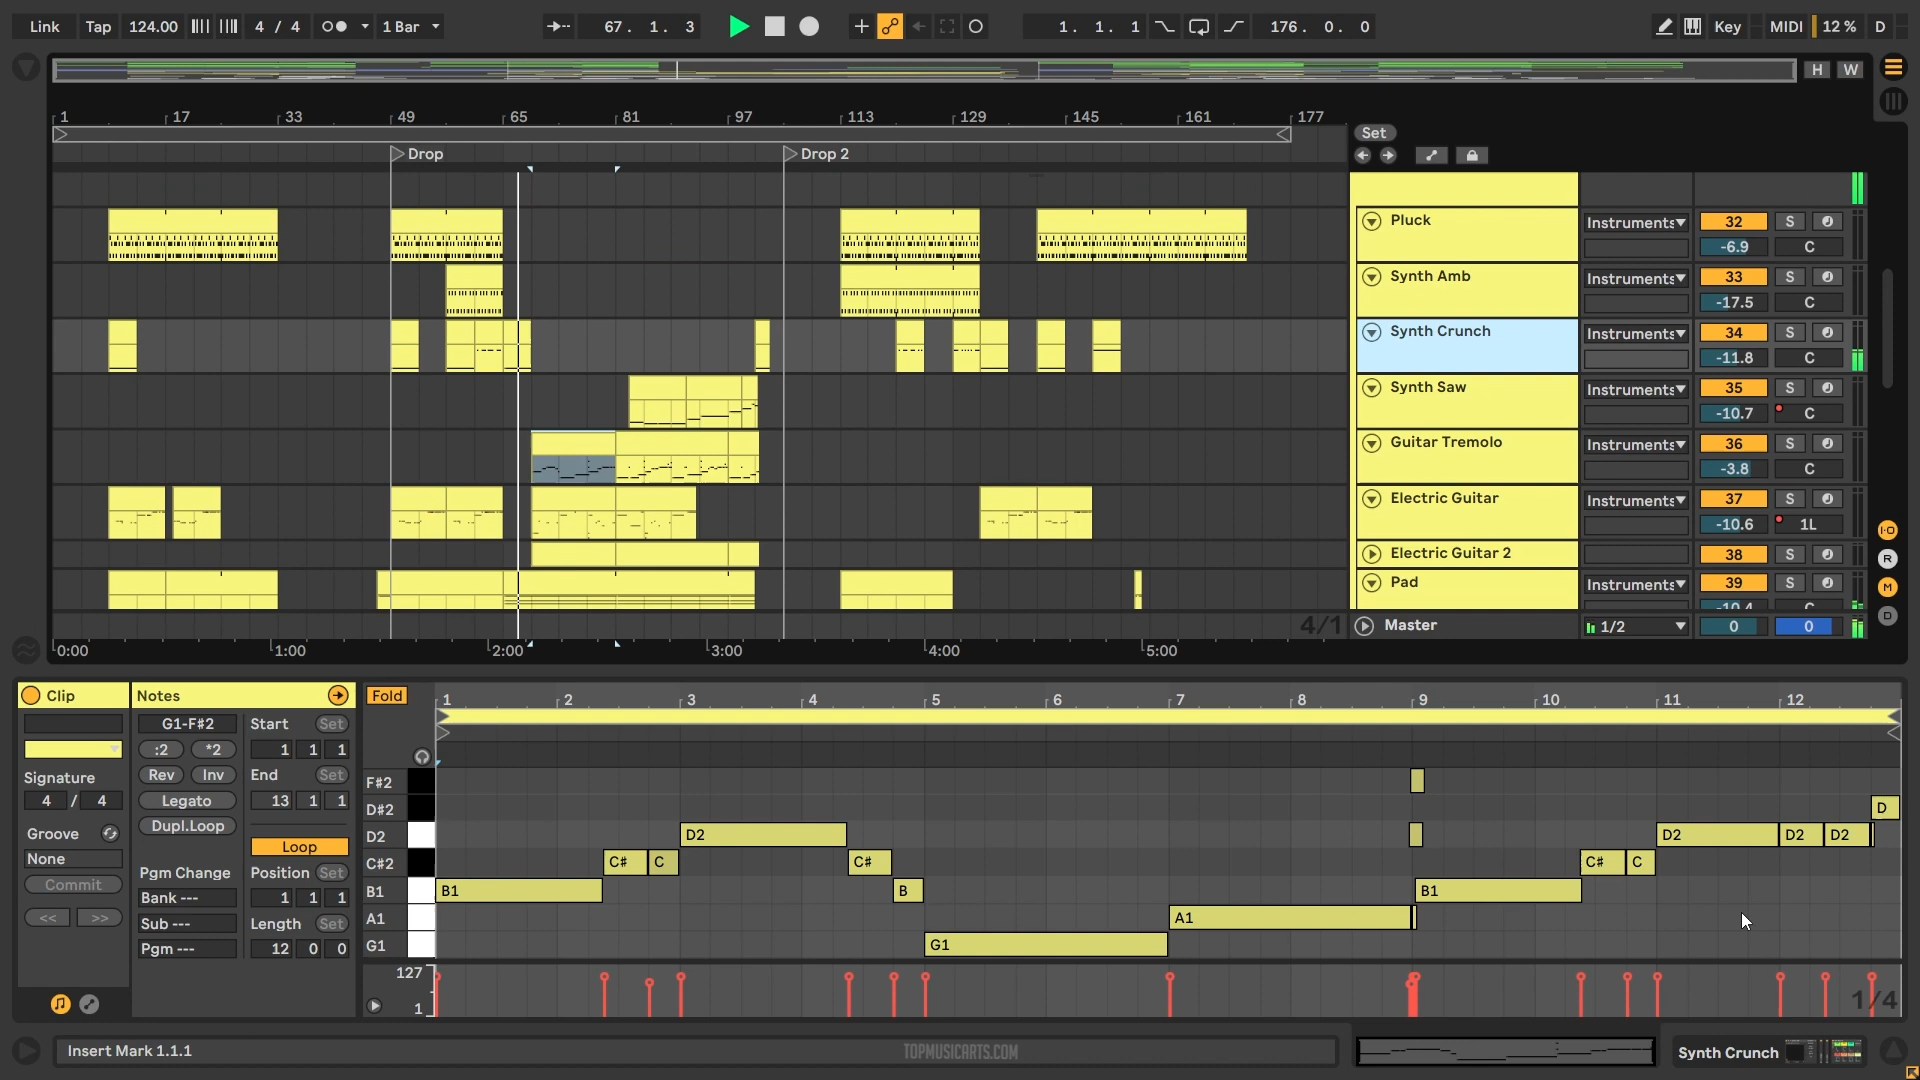 Link Tap 124.00 4 / 4 1 Bar 67. 1. 3 1. 1. 1 176. 0. 0 Key MIDI 12 % D
H W
1 17 33 49 65 81 97 113 129 145 161 177
Set
Drop Drop 2
Pluck Instruments 32 S
-6.9 C
Synth Amb Instruments 33 S
-17.5 C
Synth Crunch Instruments 34 S
-11.8 C
Synth Saw Instruments 35 S
-10.7 C
Guitar Tremolo Instruments 36 S
-3.8 C
Electric Guitar Instruments 37 S
-10.6 1L
Electric Guitar 2 38 S
Pad Instruments 39 S
-10.4 C
4/1 Master 1/2 0 0
I·O
R
M
D
0:00 1:00 2:00 3:00 4:00 5:00
Clip Notes Fold 1 2 3 4 5 6 7 8 9 10 11 12
G1-F#2 Start Set
:2 *2 1 1 1
Rev Inv End Set
Signature
4 / 4 Legato 13 1 1
Dupl.Loop
Groove Loop
None
Pgm Change Position Set
Commit Bank --- 1 1 1
<< >> Sub --- Length Set
Pgm --- 12 0 0
F#2
D#2 D
D2 D2 D2 D2 D2
C#2 C# C C# C# C
B1 B1 B B1
A1 A1
G1 G1
127
1 1/4
Insert Mark 1.1.1 TOPMUSICARTS.COM Synth Crunch